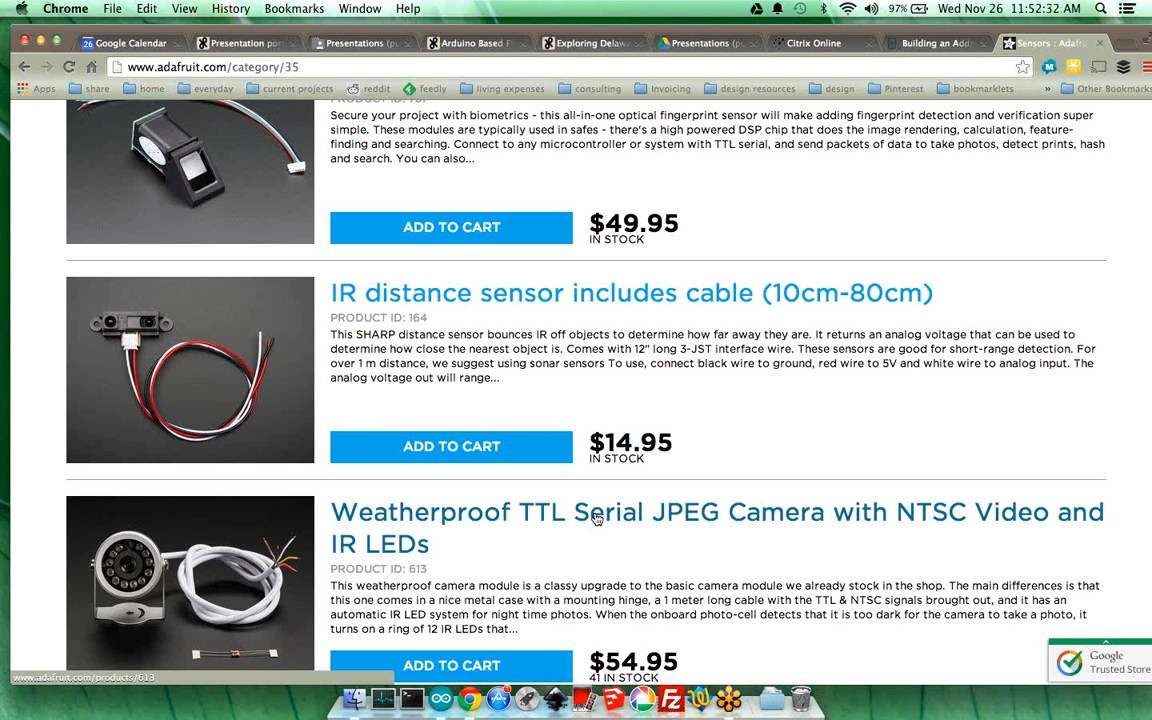 Chrome File Edit View History Bookmarks Window Help 97% Wed Nov 26 11:52:32 AM
26 Google Calendar Presentation por Presentations (pu Arduino Based F Exploring Delaw Presentations (pu Citrix Online Building an Add Sensors : Adafru
www.adafruit.com/category/35
Apps share home everyday current projects reddit feedly living expenses consulting Invoicing design resources design Pinterest bookmarklets » Other Bookmarks
Secure your project with biometrics - this all-in-one optical fingerprint sensor will make adding fingerprint detection and verification super
simple. These modules are typically used in safes - there's a high powered DSP chip that does the image rendering, calculation, feature-
finding and searching. Connect to any microcontroller or system with TTL serial, and send packets of data to take photos, detect prints, hash
and search. You can also...
ADD TO CART
$49.95
IN STOCK
IR distance sensor includes cable (10cm-80cm)
PRODUCT ID: 164
This SHARP distance sensor bounces IR off objects to determine how far away they are. It returns an analog voltage that can be used to
determine how close the nearest object is. Comes with 12" long 3-JST interface wire. These sensors are good for short-range detection. For
over 1 m distance, we suggest using sonar sensors To use, connect black wire to ground, red wire to 5V and white wire to analog input. The
analog voltage out will range...
ADD TO CART
$14.95
IN STOCK
Weatherproof TTL Serial JPEG Camera with NTSC Video and
IR LEDs
PRODUCT ID: 613
This weatherproof camera module is a classy upgrade to the basic camera module we already stock in the shop. The main differences is that
this one comes in a nice metal case with a mounting hinge, a 1 meter long cable with the TTL & NTSC signals brought out, and it has an
automatic IR LED system for night time photos. When the onboard photo-cell detects that it is too dark for the camera to take a photo, it
turns on a ring of 12 IR LEDs that...
ADD TO CART
$54.95
41 IN STOCK
Google
Trusted Store
www.adafruit.com/products/613